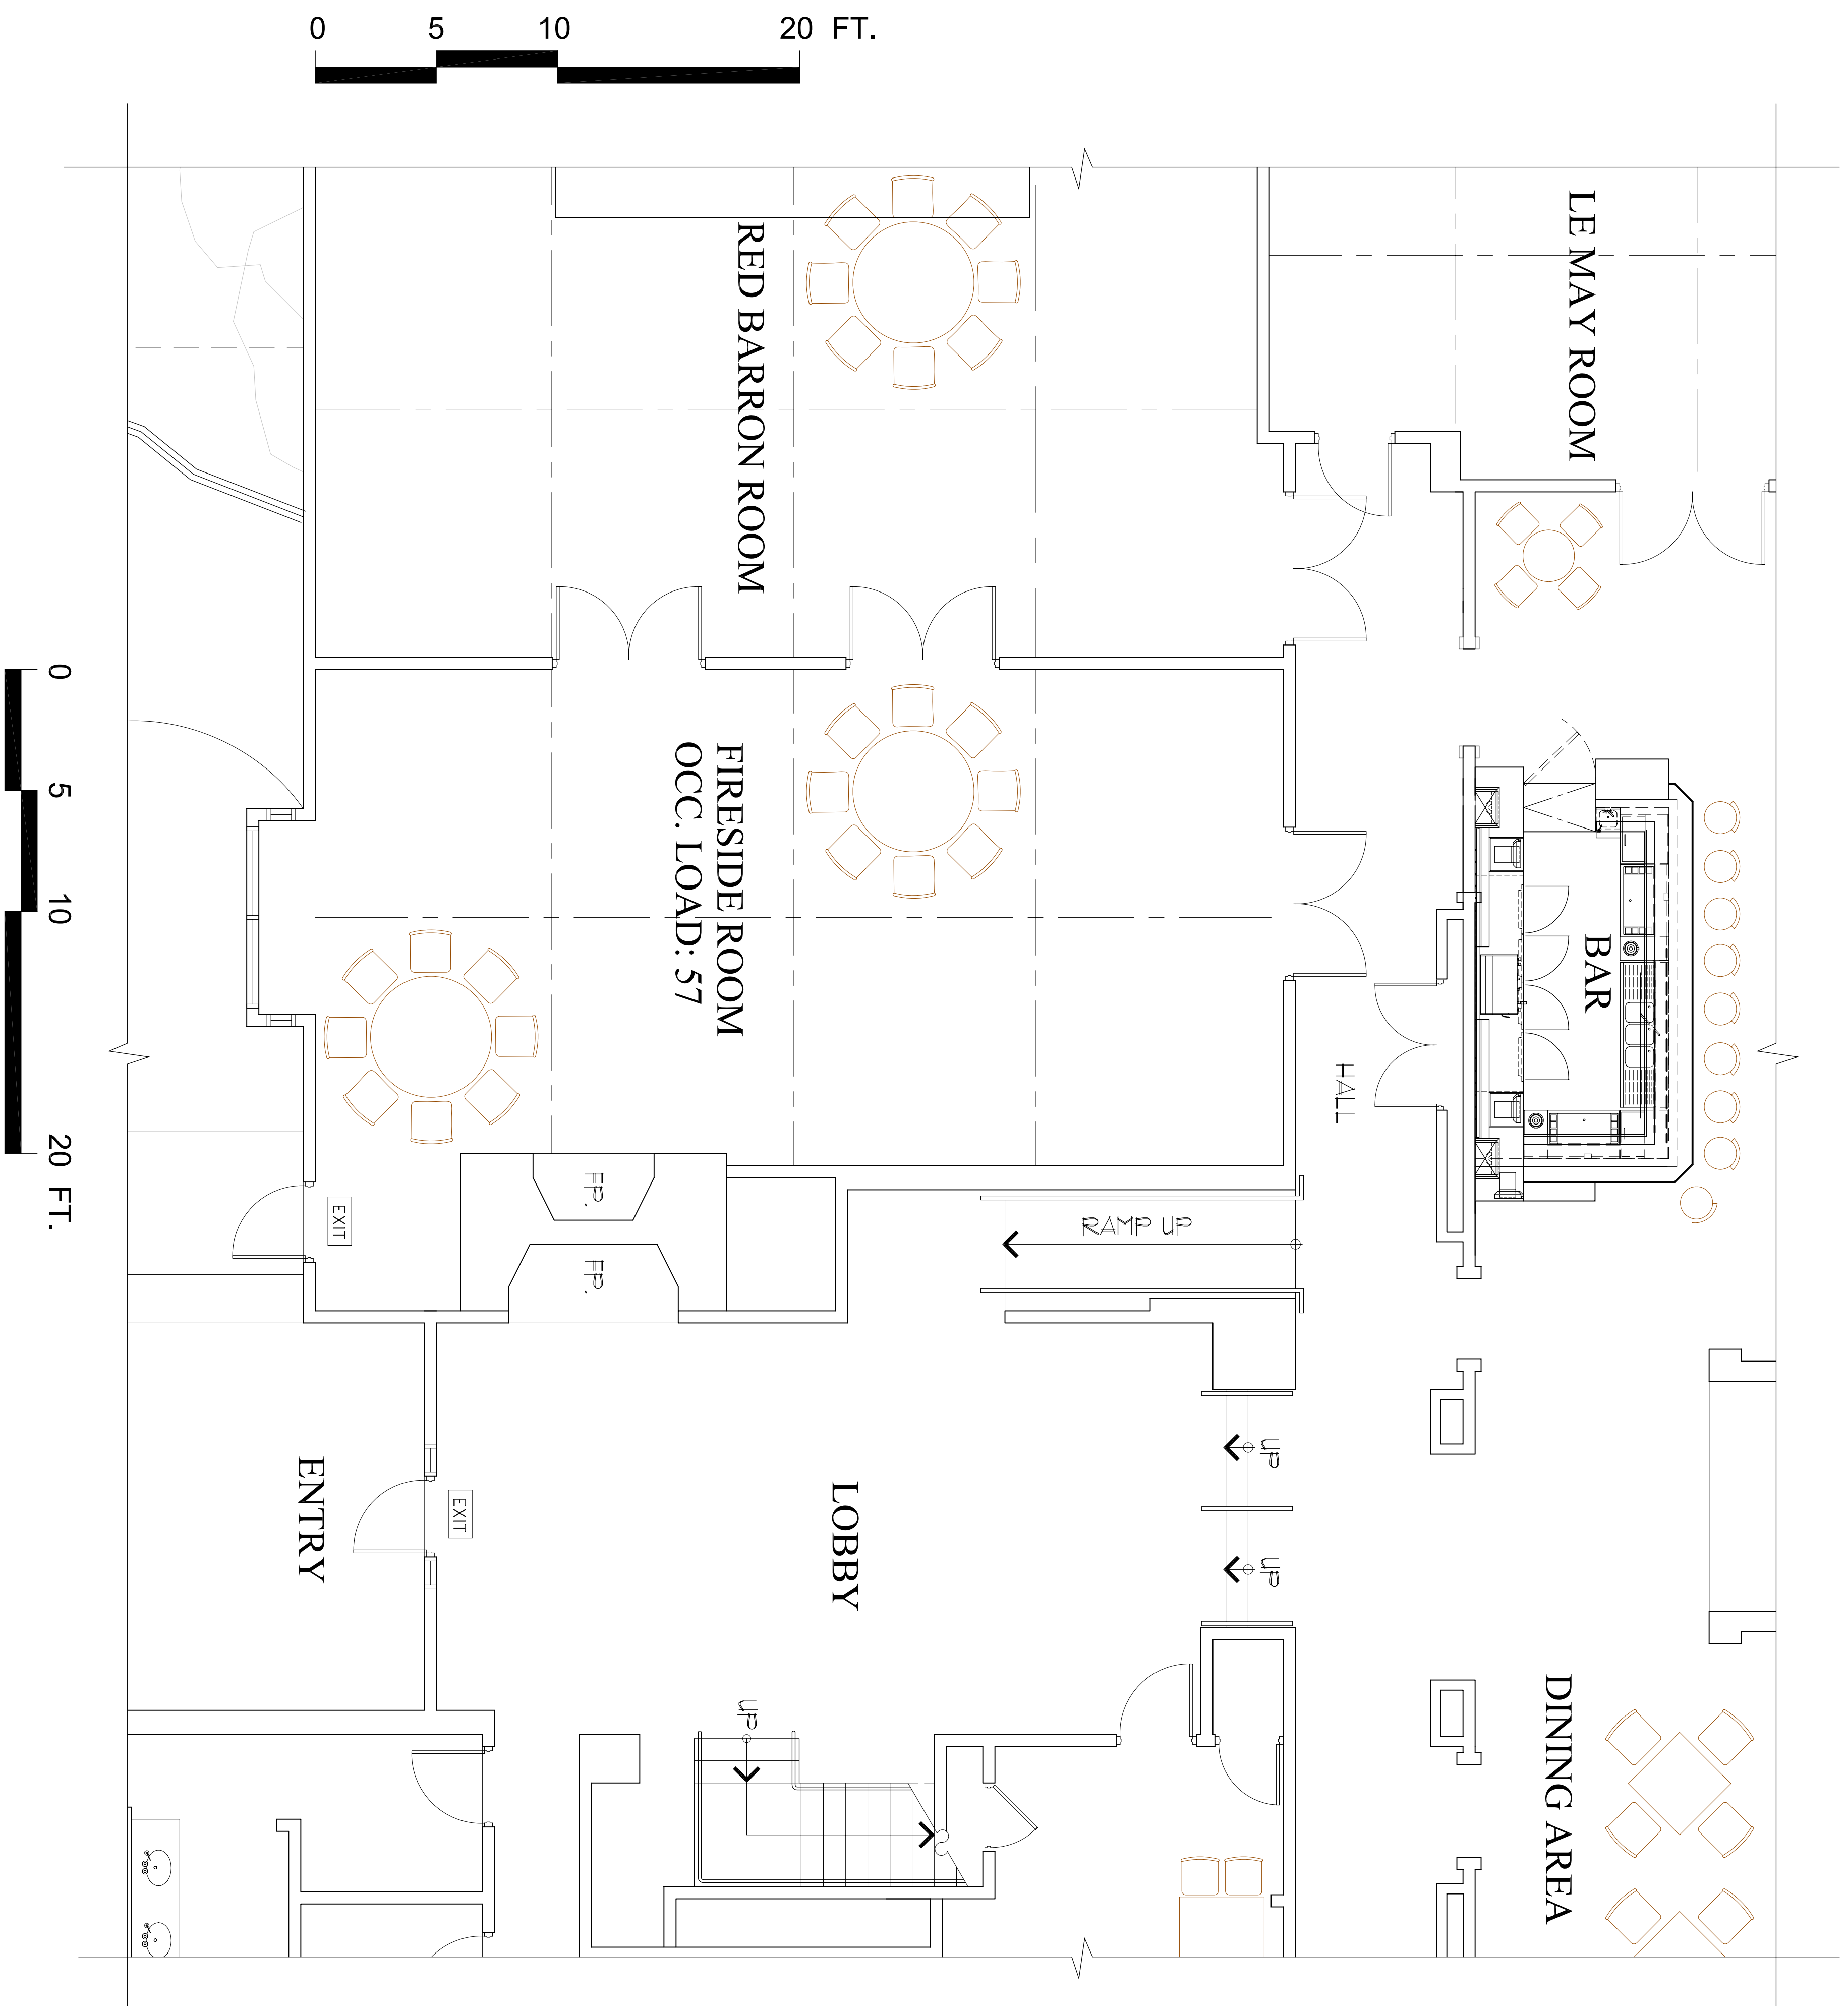 0 5 10 20 FT.
LE MAY ROOM
RED BARRON ROOM
0 5 10 20 FT.
FIRESIDE ROOM
OCC. LOAD: 57
BAR
HALL
FP.
FP.
EXIT
RAMP UP
UP
UP
ENTRY
EXIT
LOBBY
UP
DINING AREA